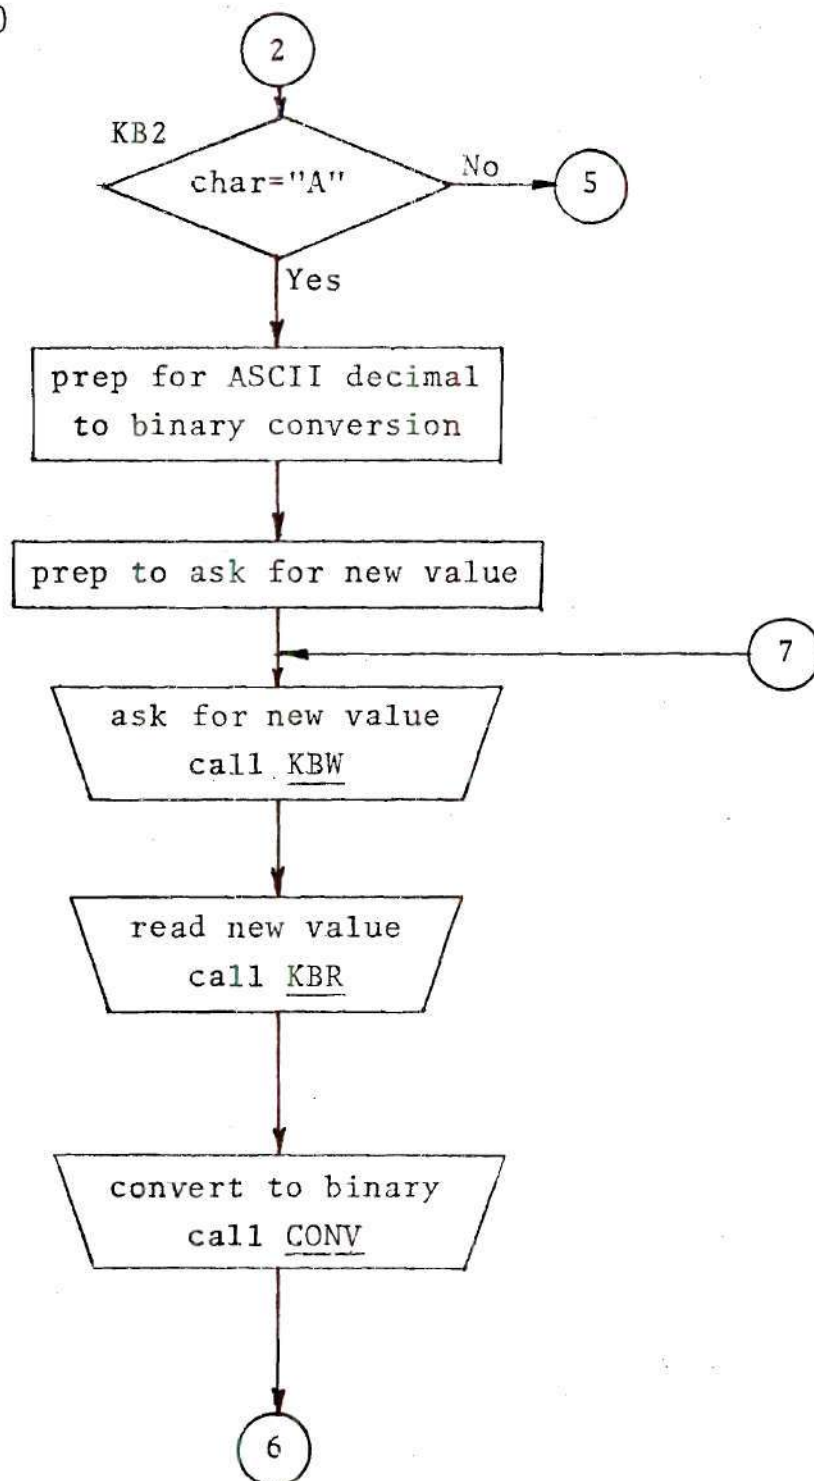 2
KB2
char="A"
No
5
Yes
prep for ASCII decimal
to binary conversion
prep to ask for new value
7
ask for new value
call KBW
read new value
call KBR
convert to binary
call CONV
6